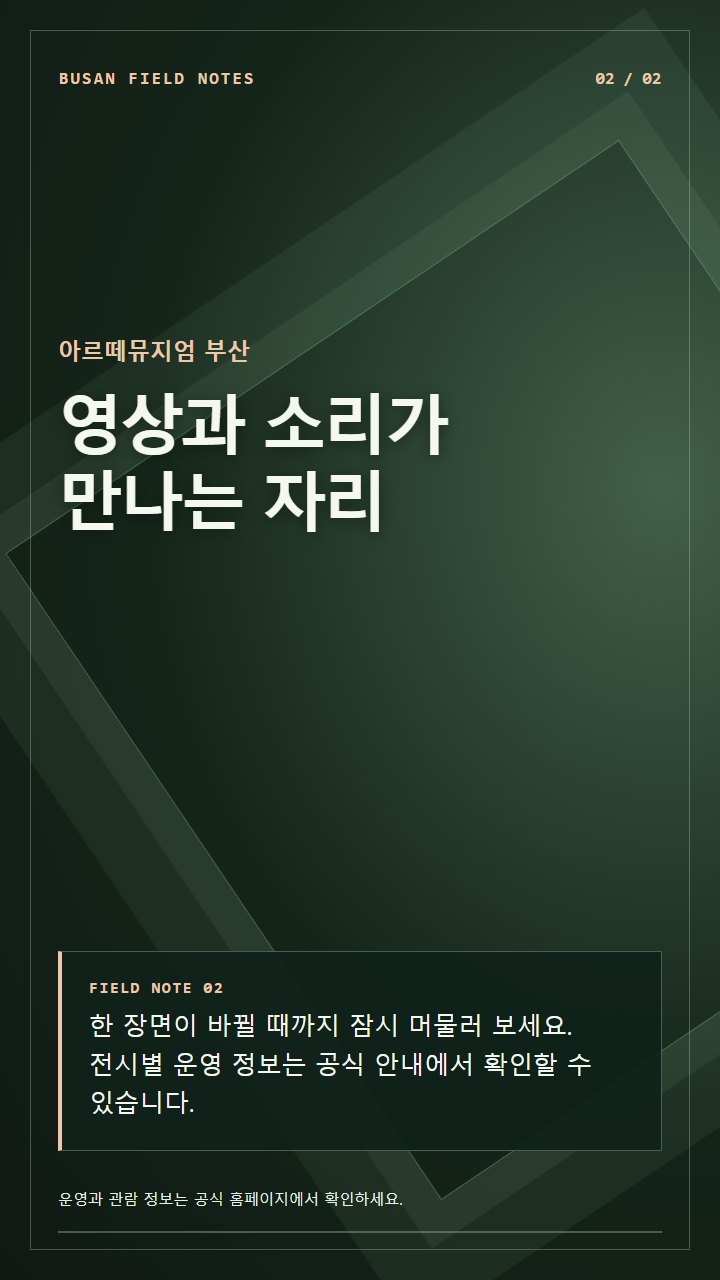 BUSAN FIELD NOTES
02 / 02
아르떼뮤지엄 부산
영상과 소리가
만나는 자리
FIELD NOTE 02
한 장면이 바뀔 때까지 잠시 머물러 보세요.
전시별 운영 정보는 공식 안내에서 확인할 수
있습니다.
운영과 관람 정보는 공식 홈페이지에서 확인하세요.